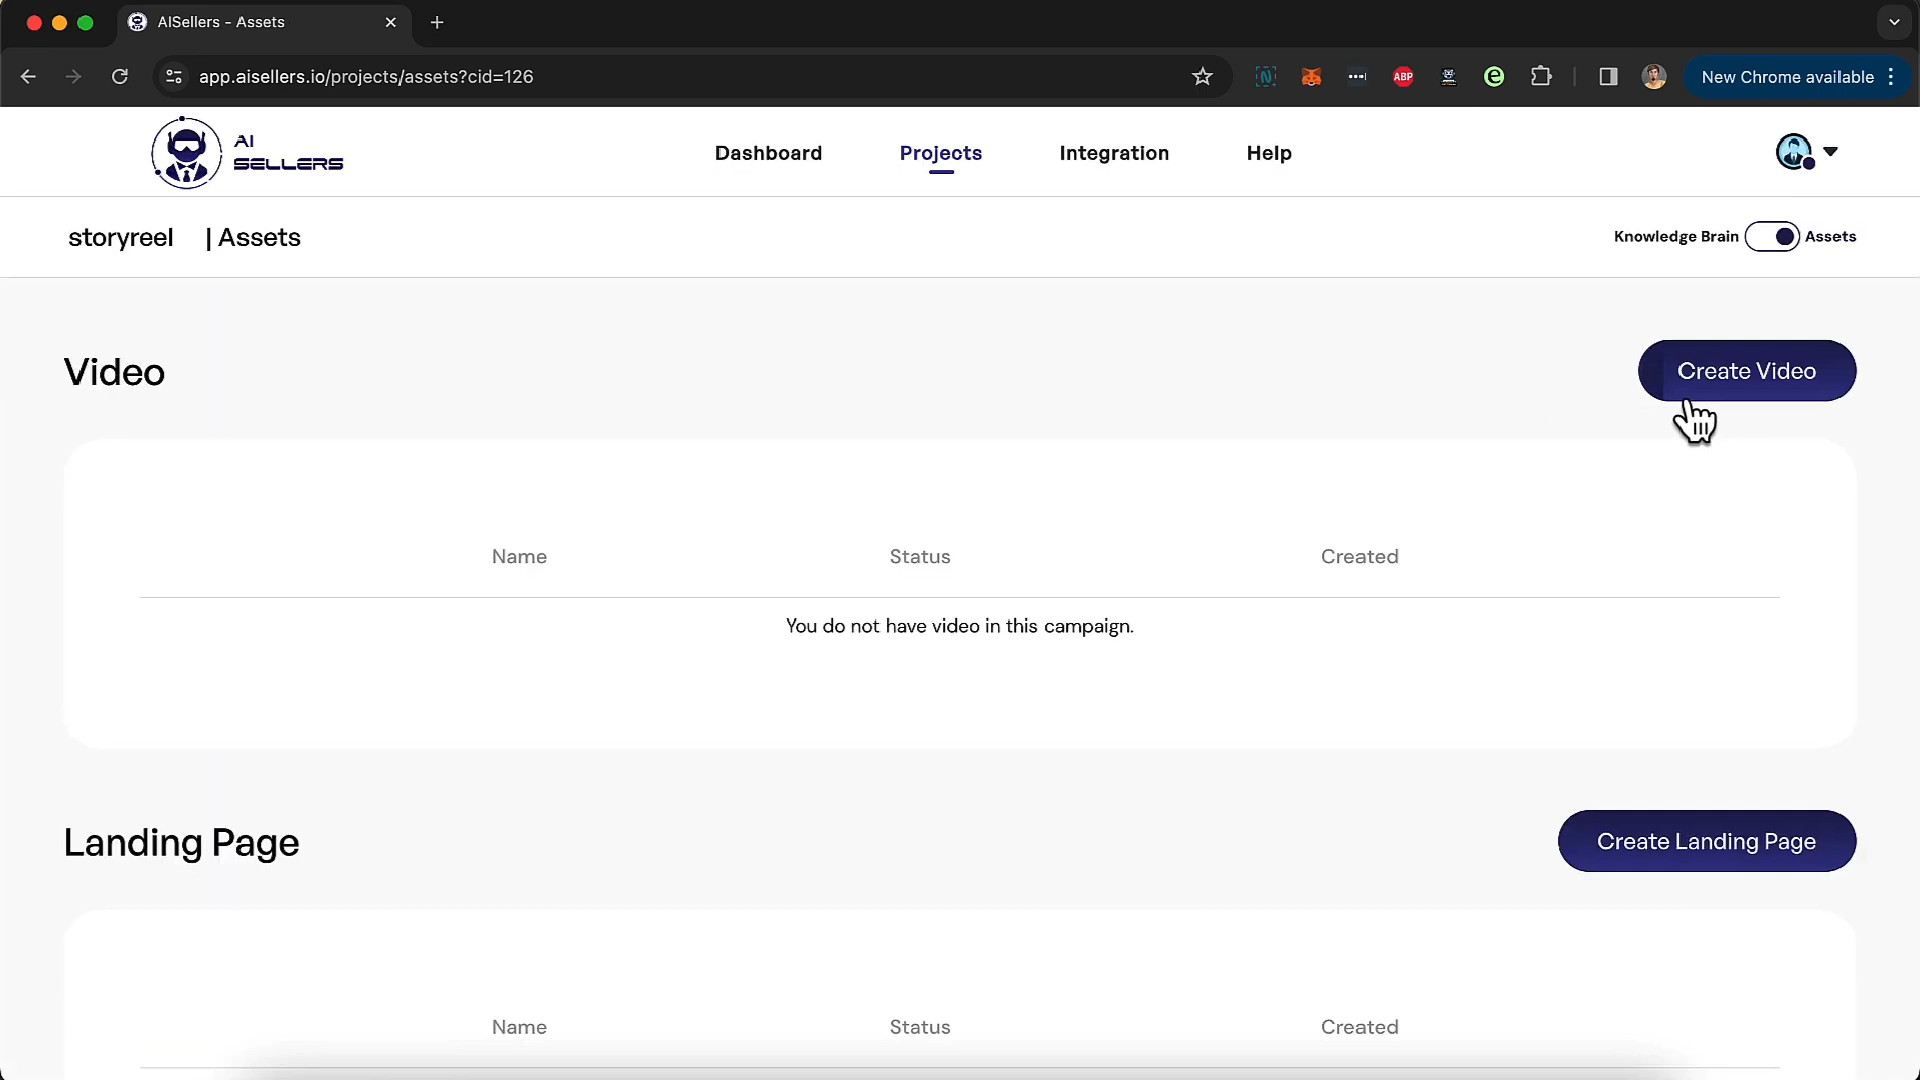 AISellers - Assets
app.aisellers.io/projects/assets?cid=126
ABP
New Chrome available
AI
SELLERS
Dashboard
Projects
Integration
Help
storyreel | Assets
Knowledge Brain
Assets
Video
Create Video
Name
Status
Created
You do not have video in this campaign.
Landing Page
Create Landing Page
Name
Status
Created